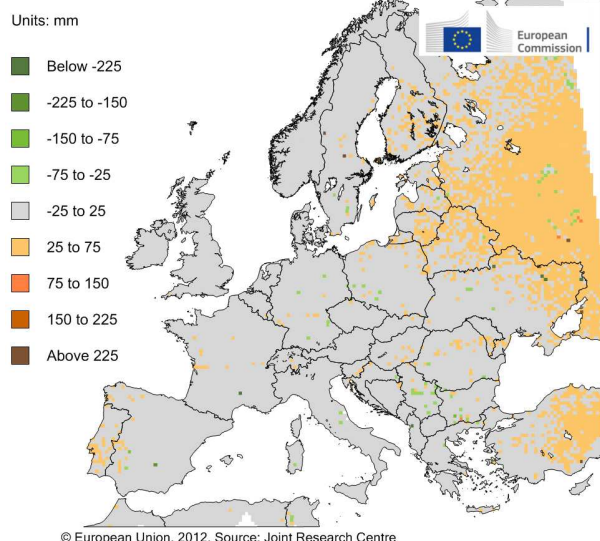 Units: mm
Below -225
-225 to -150
-150 to -75
-75 to -25
-25 to 25
25 to 75
75 to 150
150 to 225
Above 225
European
Commission
© European Union, 2012. Source: Joint Research Centre